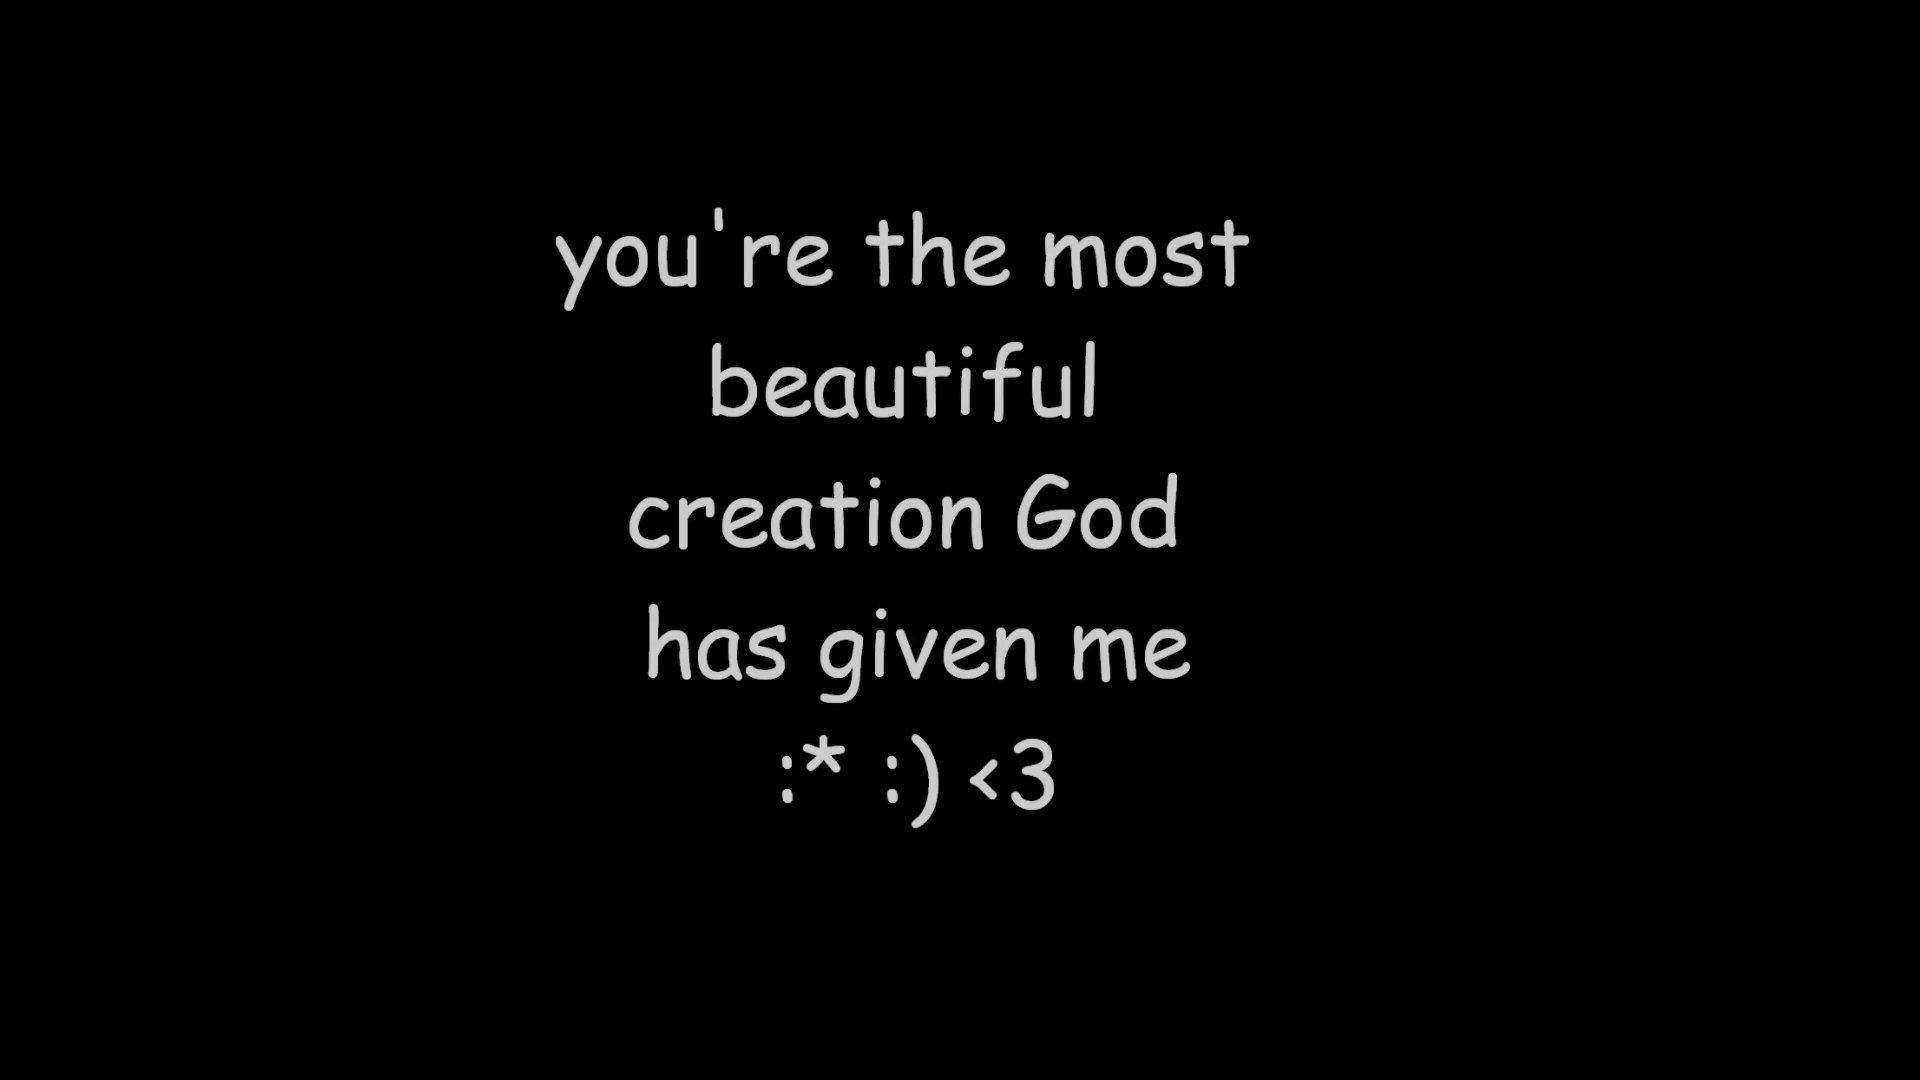 you're the most
beautiful
creation God
has given me
:* :) <3